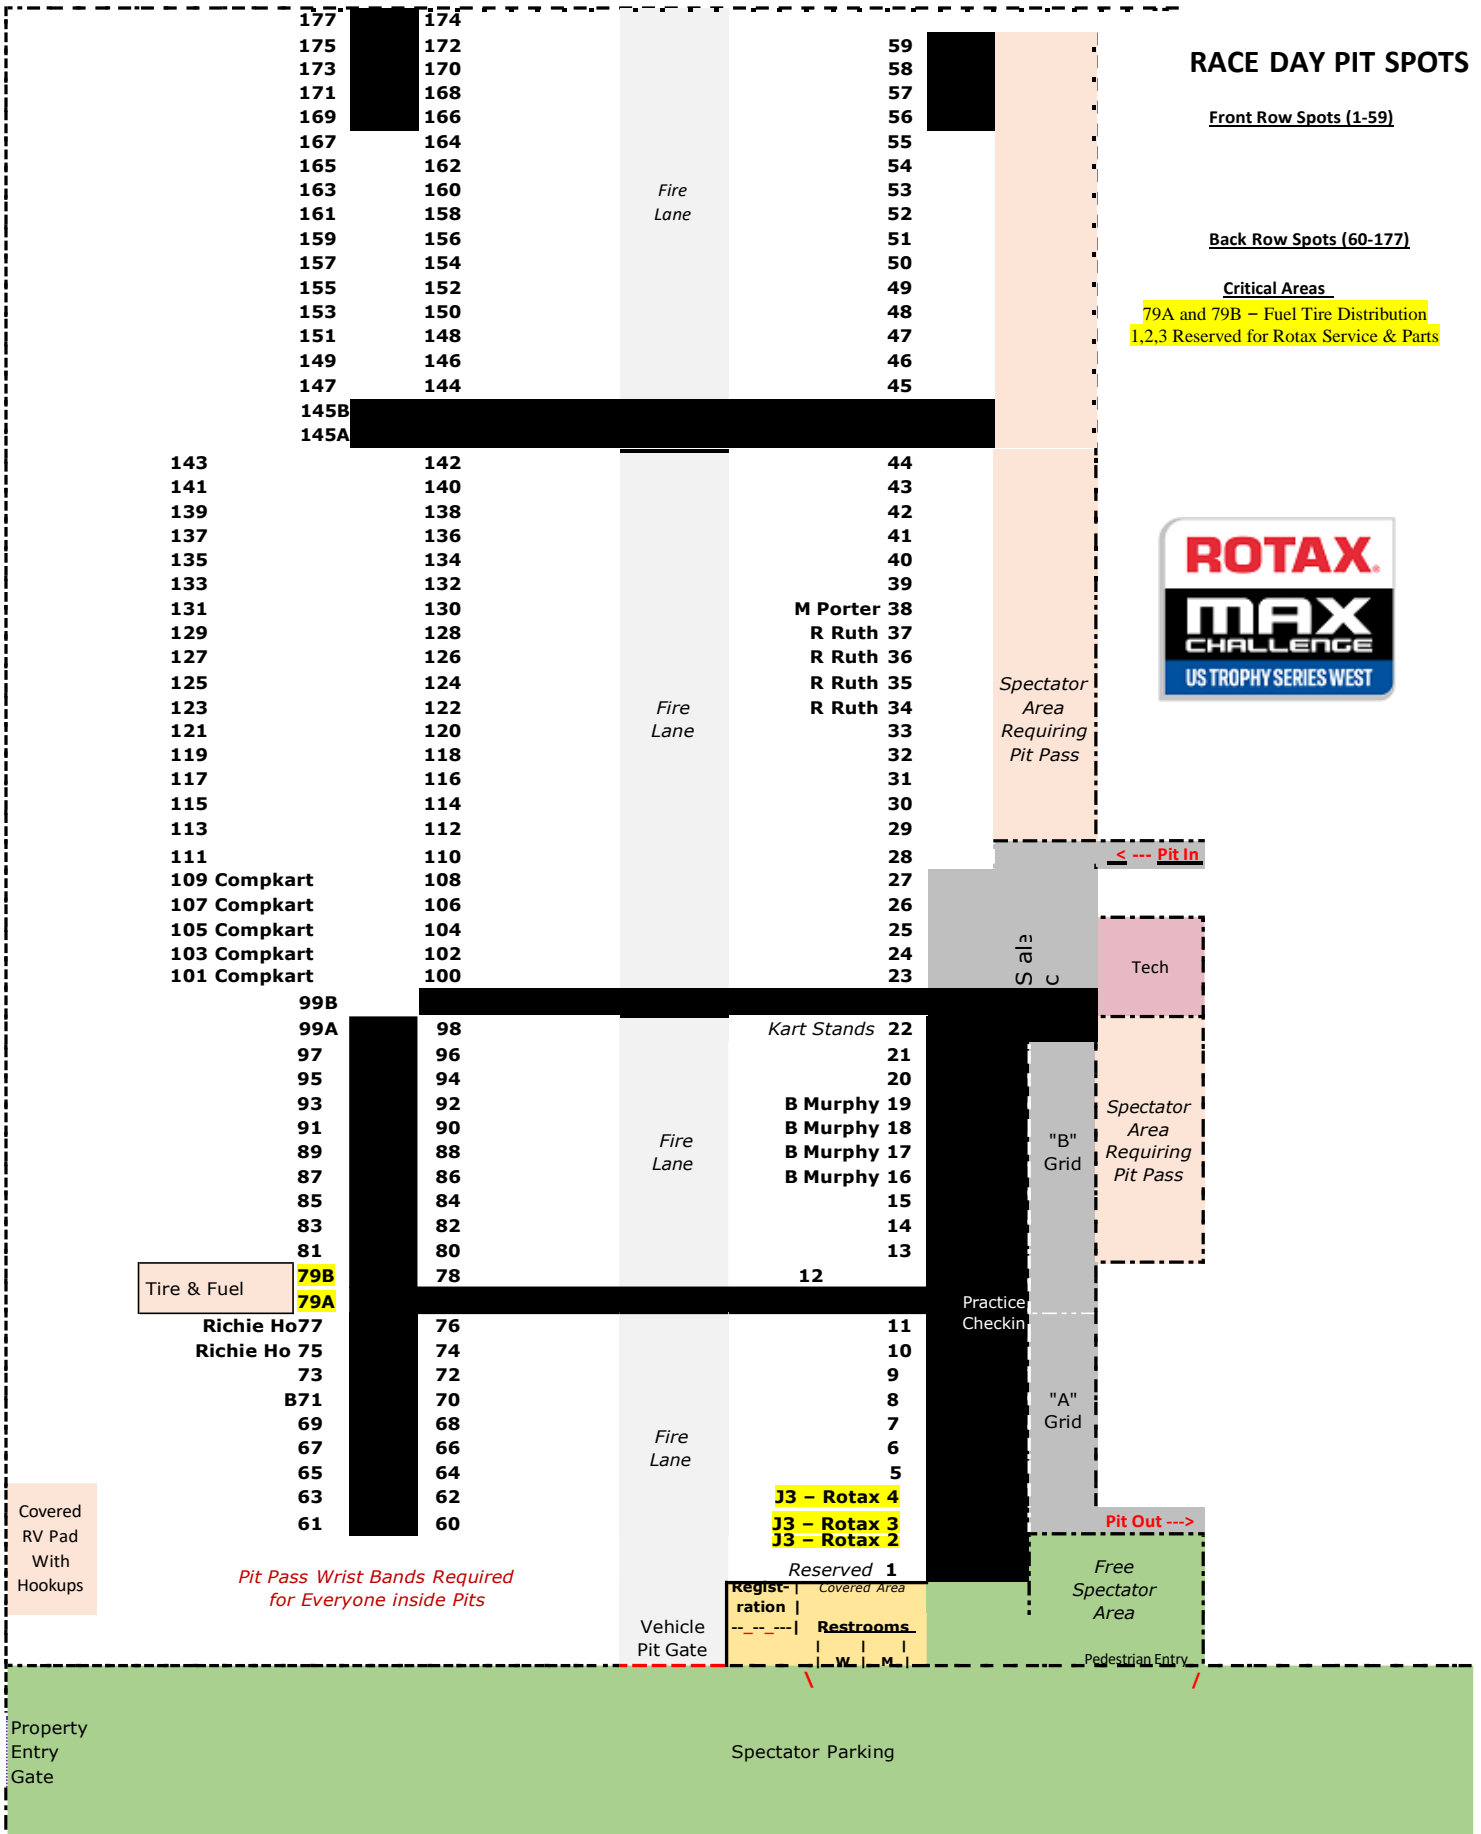 177 174
175 172 59
RACE DAY PIT SPOTS
173 170 58
171 168 57
169 166 56
Front Row Spots (1-59)
167 164 55
165 162 54
163 160 Fire 53
161 158 Lane 52
159 156 51
Back Row Spots (60-177)
157 154 50
155 152 49
Critical Areas
153 150 48
79A and 79B – Fuel Tire Distribution
151 148 47
1,2,3 Reserved for Rotax Service & Parts
149 146 46
147 144 45
145B
145A
143 142 44
141 140 43
139 138 42
137 136 41
135 134 40
133 132 39
131 130 M Porter 38
129 128 R Ruth 37
127 126 R Ruth 36
125 124 R Ruth 35
123 122 Fire R Ruth 34
121 120 Lane 33
119 118 32
117 116 31
115 114 30
113 112 29
Spectator
Area
Requiring
Pit Pass
ROTAX®
MAX
CHALLENGE
US TROPHY SERIES WEST
111 110 28
< --- Pit In
109 Compkart 108 27
107 Compkart 106 26
105 Compkart 104 25
103 Compkart 102 24
101 Compkart 100 23
Tech
99B
99A 98 Kart Stands 22
97 96 21
95 94 20
93 92 B Murphy 19
91 90 Fire B Murphy 18
89 88 Lane B Murphy 17
87 86 B Murphy 16
85 84 15
83 82 14
81 80 13
"B"
Grid
Spectator
Area
Requiring
Pit Pass
Tire & Fuel
79B 78 12
79A
Practice
Checkin
Richie Ho77 76 11
Richie Ho 75 74 10
73 72 9
B71 70 8
69 68 7
67 66 Fire 6
65 64 Lane 5
63 62 J3 – Rotax 4
61 60 J3 – Rotax 3
J3 – Rotax 2
Reserved 1
"A"
Grid
Pit Out --->
Covered
RV Pad
With
Hookups
Pit Pass Wrist Bands Required
for Everyone inside Pits
Vehicle
Pit Gate
Regist-
ration
Covered Area
Restrooms
W M
Free
Spectator
Area
Pedestrian Entry
Property
Entry
Gate
Spectator Parking